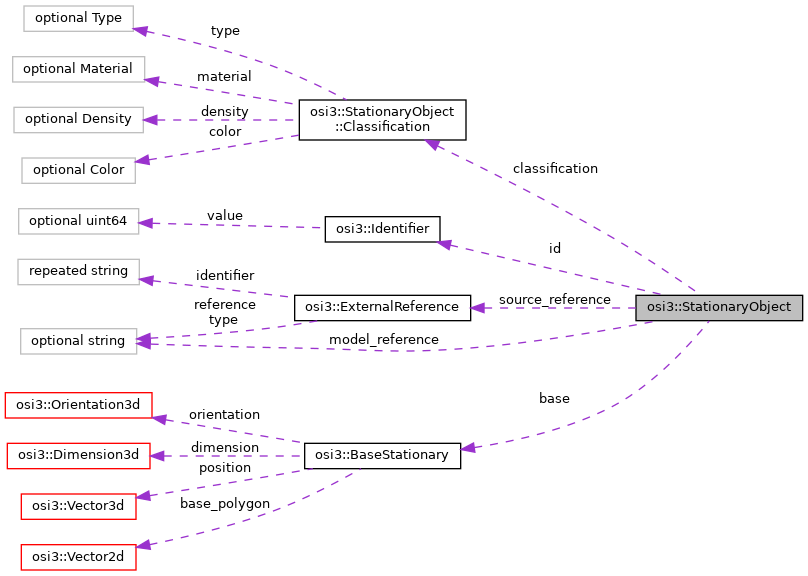 optional Type
type
optional Material
material
optional Density
density
color
optional Color
osi3::StationaryObject
::Classification
classification
optional uint64
value
osi3::Identifier
id
repeated string
identifier
reference
type
osi3::ExternalReference
source_reference
osi3::StationaryObject
optional string
model_reference
base
osi3::Orientation3d
orientation
osi3::Dimension3d
dimension
osi3::BaseStationary
position
osi3::Vector3d
base_polygon
osi3::Vector2d